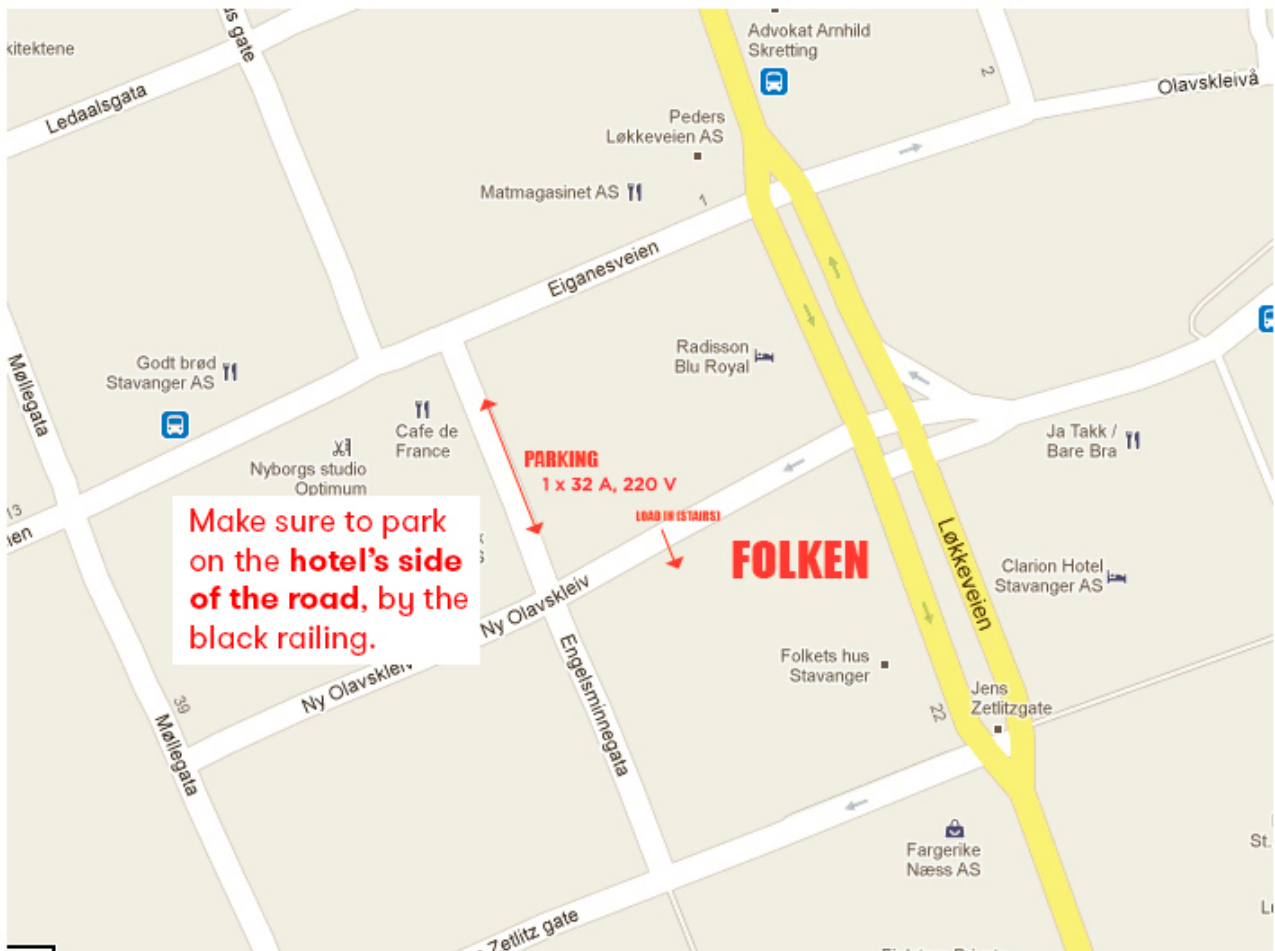 Advokat Arnhild
Skretting
kitektene
us gate
Ledaalsgata
2
Olavskleivå
Peders
Løkkeveien AS
Matmagasinet AS
1
Eiganesveien
Radisson
Blu Royal
Godt brød
Stavanger AS
Møllegata
Cafe de
France
Nyborgs studio
Optimum
PARKING
1 x 32 A, 220 V
Ja Takk /
Bare Bra
13
ien
LOAD IN (STAIRS)
Make sure to park
on the hotel's side
of the road, by the
black railing.
FOLKEN
Løkkeveien
Clarion Hotel
Stavanger AS
Ny Olavskleiv
Ny Olavskleiv
Engelsminnegata
Folkets hus
Stavanger
Jens
Zetlitzgate
22
39
Møllegata
Fargerike
Næss AS
St.
Zetlitz gate